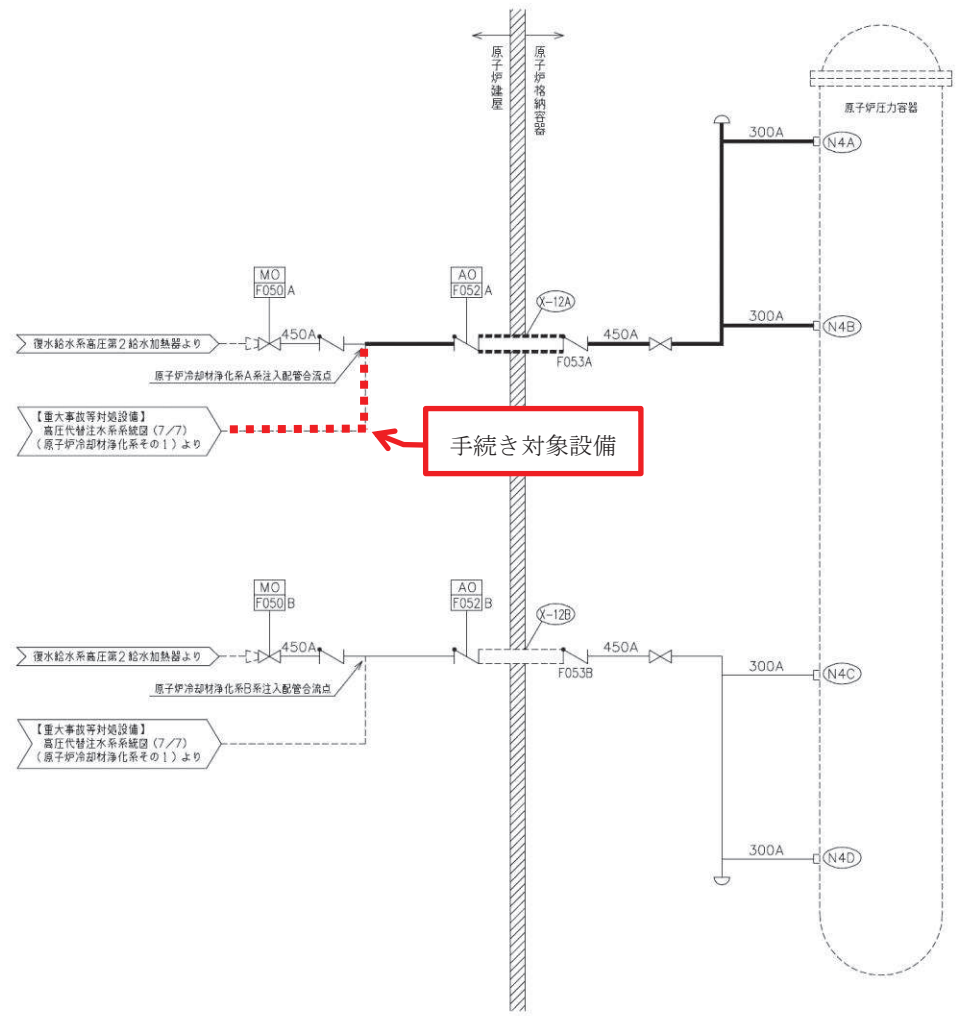 原子炉建屋
原子炉格納容器
原子炉圧力容器
300A
N4A
MO
F050 A
AO
F052 A
X-12A
300A
N4B
復水給水系高圧第2給水加熱器より
450A
450A
F053A
原子炉冷却材浄化系A系注入配管合流点
【重大事故等対処設備】
高圧代替注水系系統図(7/7)
(原子炉冷却材浄化系その1)より
手続き対象設備
MO
F050 B
AO
F052 B
X-12B
復水給水系高圧第2給水加熱器より
450A
450A
F053B
300A
N4C
原子炉冷却材浄化系B系注入配管合流点
【重大事故等対処設備】
高圧代替注水系系統図(7/7)
(原子炉冷却材浄化系その1)より
300A
N4D